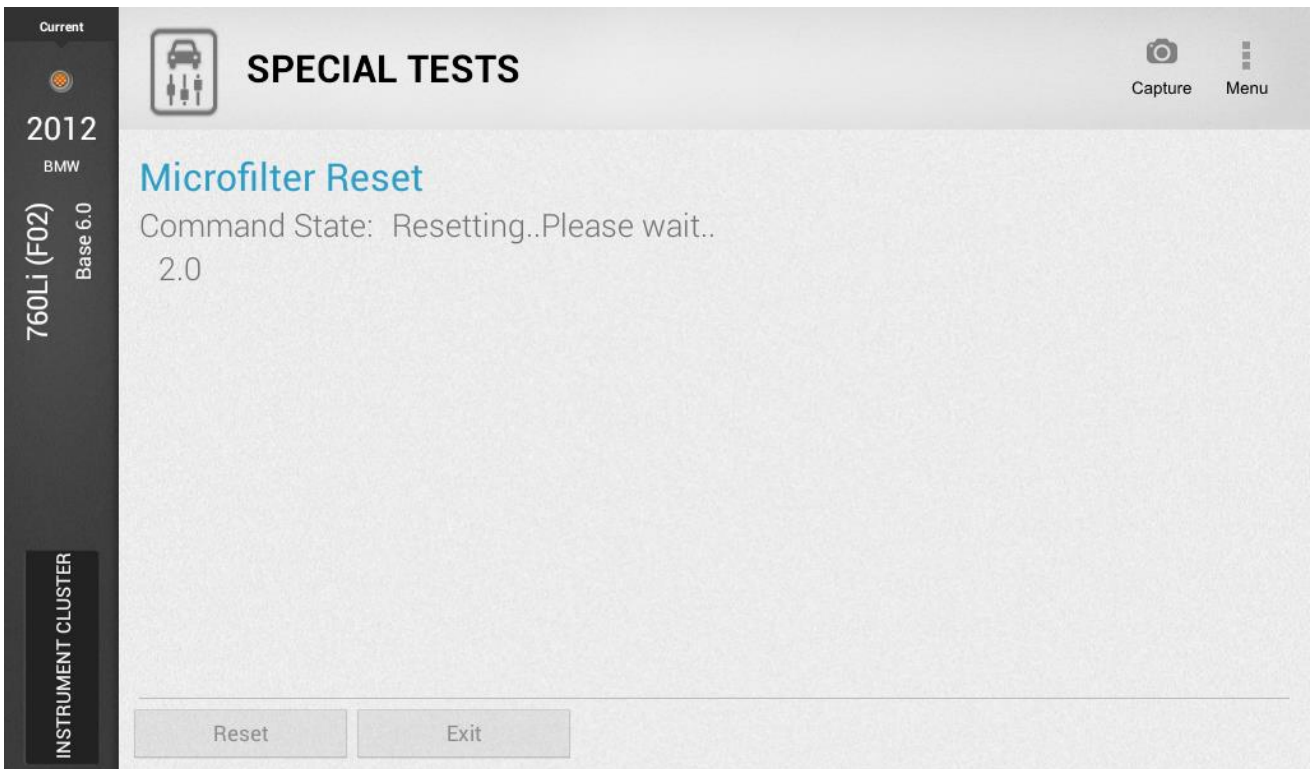 Current
2012
BMW
760Li (F02)
Base 6.0
INSTRUMENT CLUSTER
SPECIAL TESTS
Capture
Menu
Microfilter Reset
Command State: Resetting..Please wait..
2.0
Reset
Exit